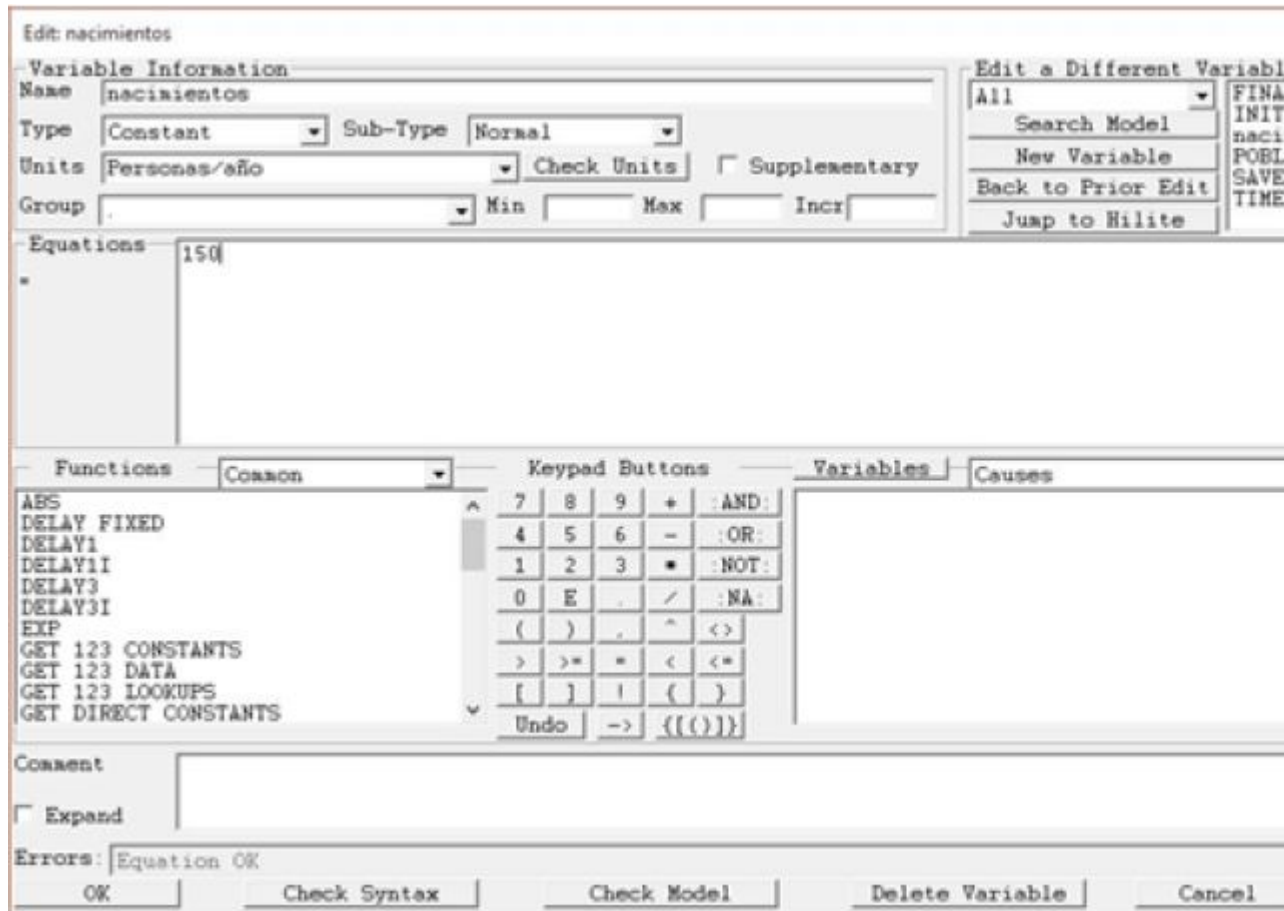 Edit: nacimientos
Variable Information
Name nacimientos
Type Constant Sub-Type Normal
Units Personas/año Check Units Supplementary
Group . Min Max Incr
Edit a Different Variabl
All
Search Model
New Variable
Back to Prior Edit
Jump to Hilite
FINA
INIT
naci
POBL
SAVE
TIME
Equations
=
150
Functions Common
ABS
DELAY FIXED
DELAY1
DELAY1I
DELAY3
DELAY3I
EXP
GET 123 CONSTANTS
GET 123 DATA
GET 123 LOOKUPS
GET DIRECT CONSTANTS
Keypad Buttons
7 8 9 + :AND:
4 5 6 - :OR:
1 2 3 * :NOT:
0 E . / :NA:
( ) , ^ <>
> >= = < <=
[ ] ! { }
Undo -> {[()]}
Variables Causes
Comment
Expand
Errors: Equation OK
OK Check Syntax Check Model Delete Variable Cancel